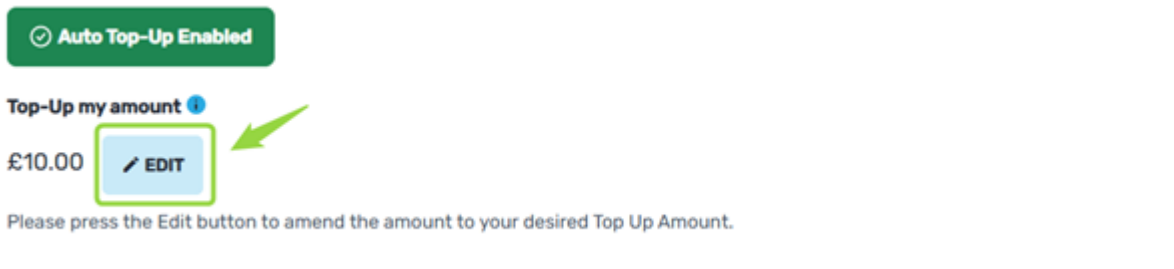 Auto Top-Up Enabled
Top-Up my amount
£10.00 EDIT
Please press the Edit button to amend the amount to your desired Top Up Amount.